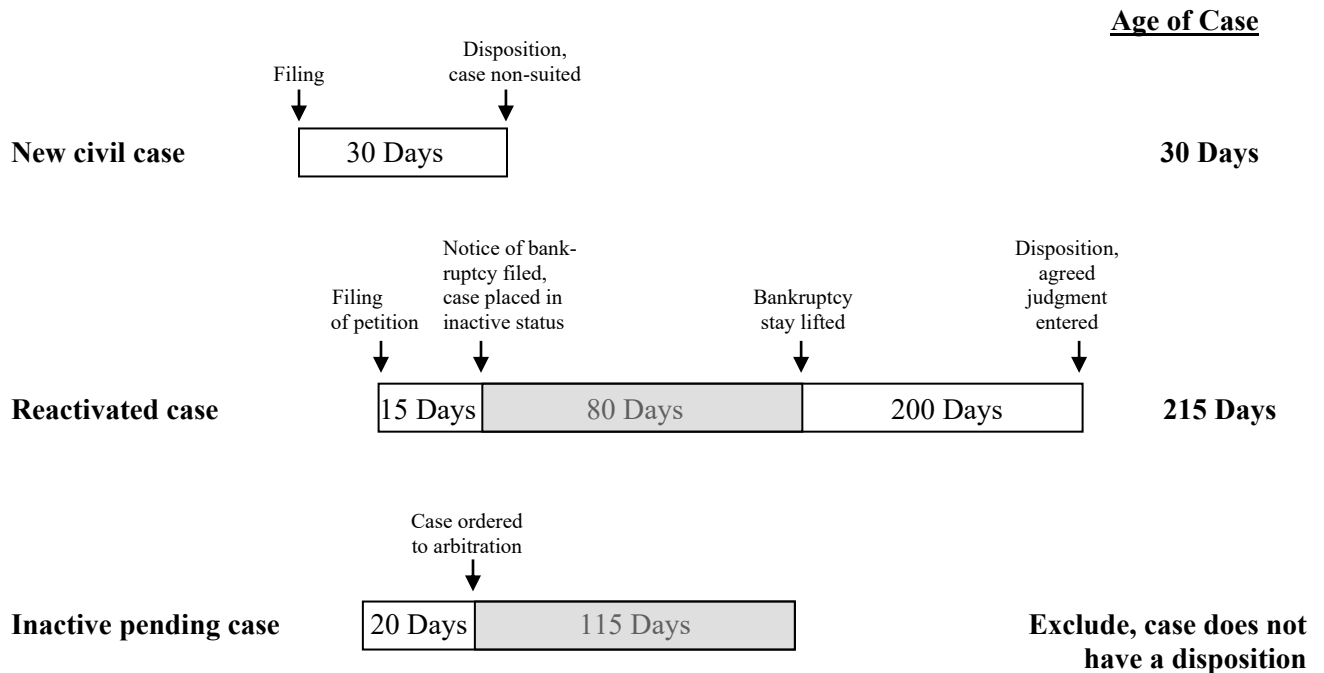 Age of Case
Filing
Disposition,
case non-suited
New civil case
30 Days
30 Days
Filing
of petition
Notice of bank-
ruptcy filed,
case placed in
inactive status
Bankruptcy
stay lifted
Disposition,
agreed
judgment
entered
Reactivated case
15 Days
80 Days
200 Days
215 Days
Case ordered
to arbitration
Inactive pending case
20 Days
115 Days
Exclude, case does not
have a disposition